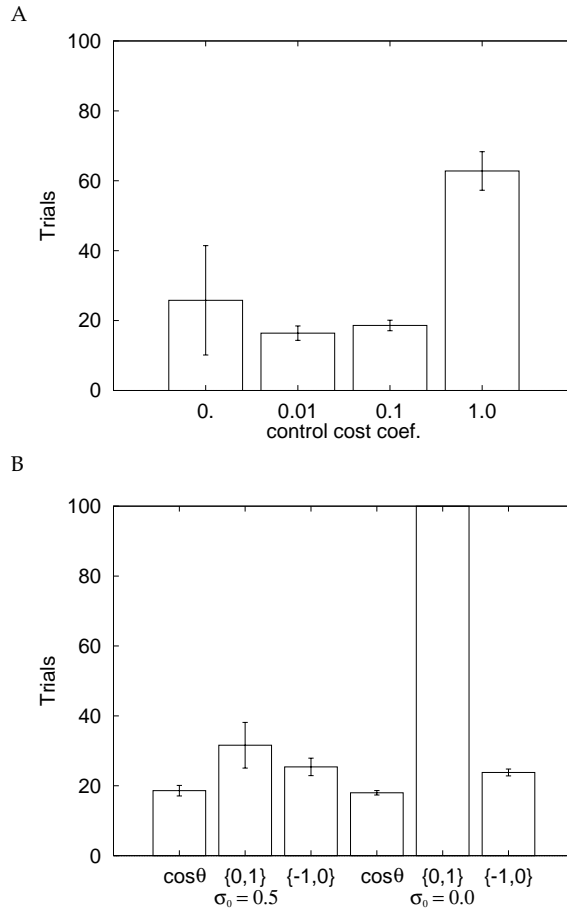 A
100
80
60
40
20
0
Trials
0. 0.01 0.1 1.0
control cost coef.
B
100
80
60
40
20
0
Trials
cosθ {0,1} {-1,0} cosθ {0,1} {-1,0}
σ₀ = 0.5 σ₀ = 0.0